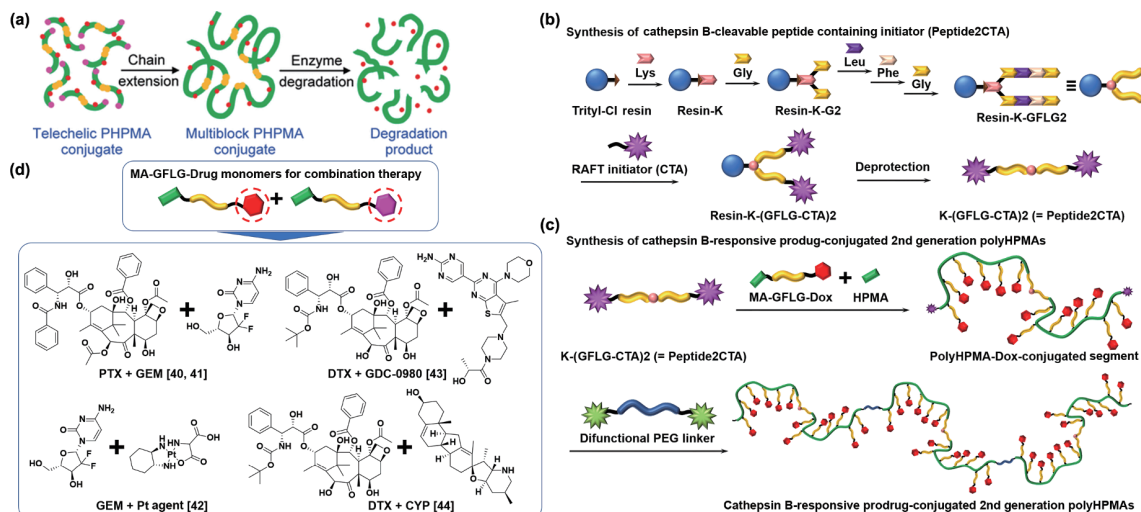 (a)
Chain
extension
Enzyme
degradation
Telechelic PHPMA
conjugate
Multiblock PHPMA
conjugate
Degradation
product
(b)
Synthesis of cathepsin B-cleavable peptide containing initiator (Peptide2CTA)
Lys
Gly
Leu
Phe
Gly
Trityl-Cl resin
Resin-K
Resin-K-G2
Resin-K-GFLG2
≡
RAFT initiator (CTA)
Deprotection
Resin-K-(GFLG-CTA)2
K-(GFLG-CTA)2 (= Peptide2CTA)
(c)
Synthesis of cathepsin B-responsive produg-conjugated 2nd generation polyHPMAs
+
MA-GFLG-Dox
HPMA
K-(GFLG-CTA)2 (= Peptide2CTA)
PolyHPMA-Dox-conjugated segment
Difunctional PEG linker
Cathepsin B-responsive prodrug-conjugated 2nd generation polyHPMAs
(d)
MA-GFLG-Drug monomers for combination therapy
+
+
PTX + GEM [40, 41]
+
DTX + GDC-0980 [43]
+
GEM + Pt agent [42]
+
DTX + CYP [44]